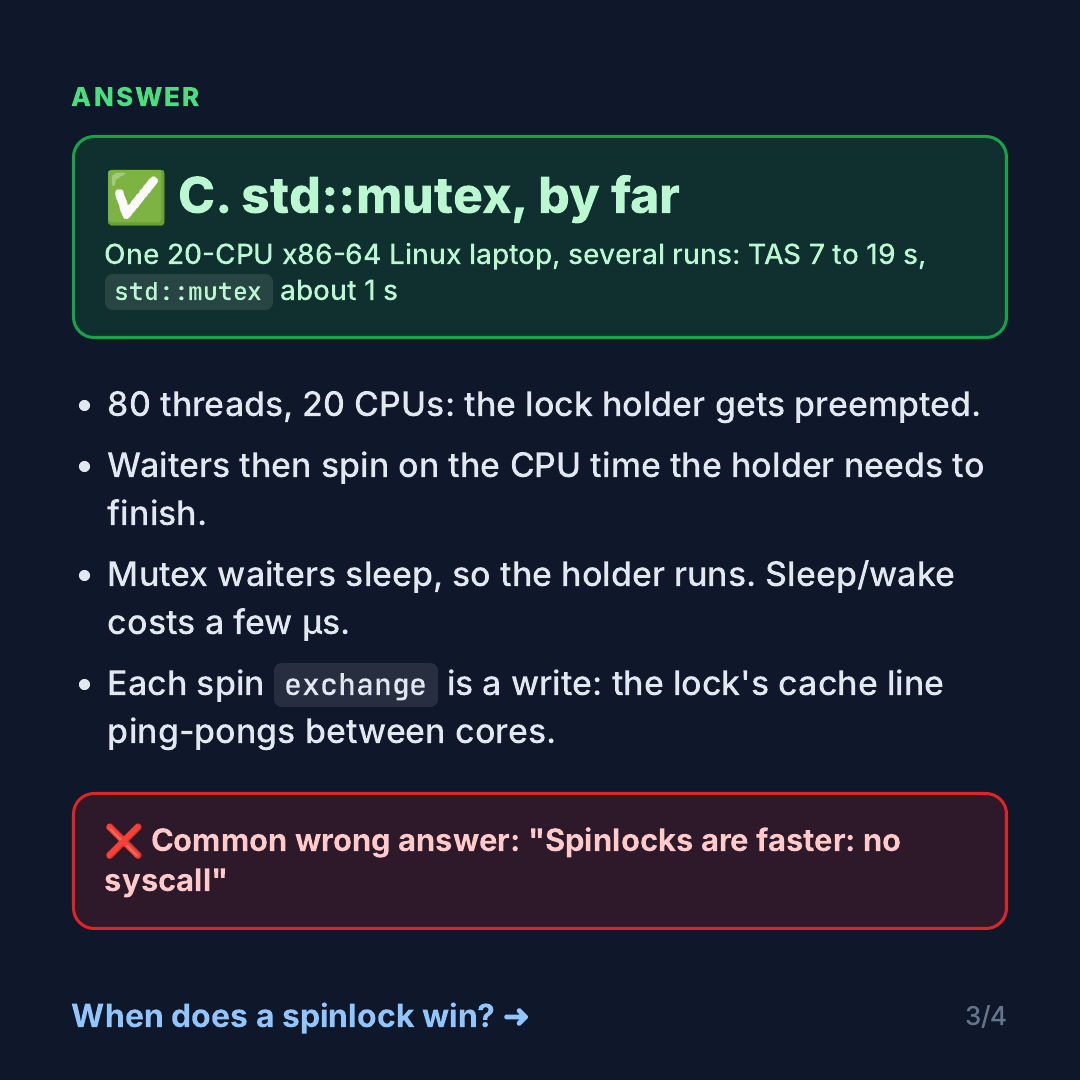 ANSWER
✅ C. std::mutex, by far
One 20-CPU x86-64 Linux laptop, several runs: TAS 7 to 19 s,
std::mutex about 1 s
• 80 threads, 20 CPUs: the lock holder gets preempted.
• Waiters then spin on the CPU time the holder needs to
finish.
• Mutex waiters sleep, so the holder runs. Sleep/wake
costs a few µs.
• Each spin exchange is a write: the lock's cache line
ping-pongs between cores.
❌ Common wrong answer: "Spinlocks are faster: no
syscall"
When does a spinlock win? ➜
3/4